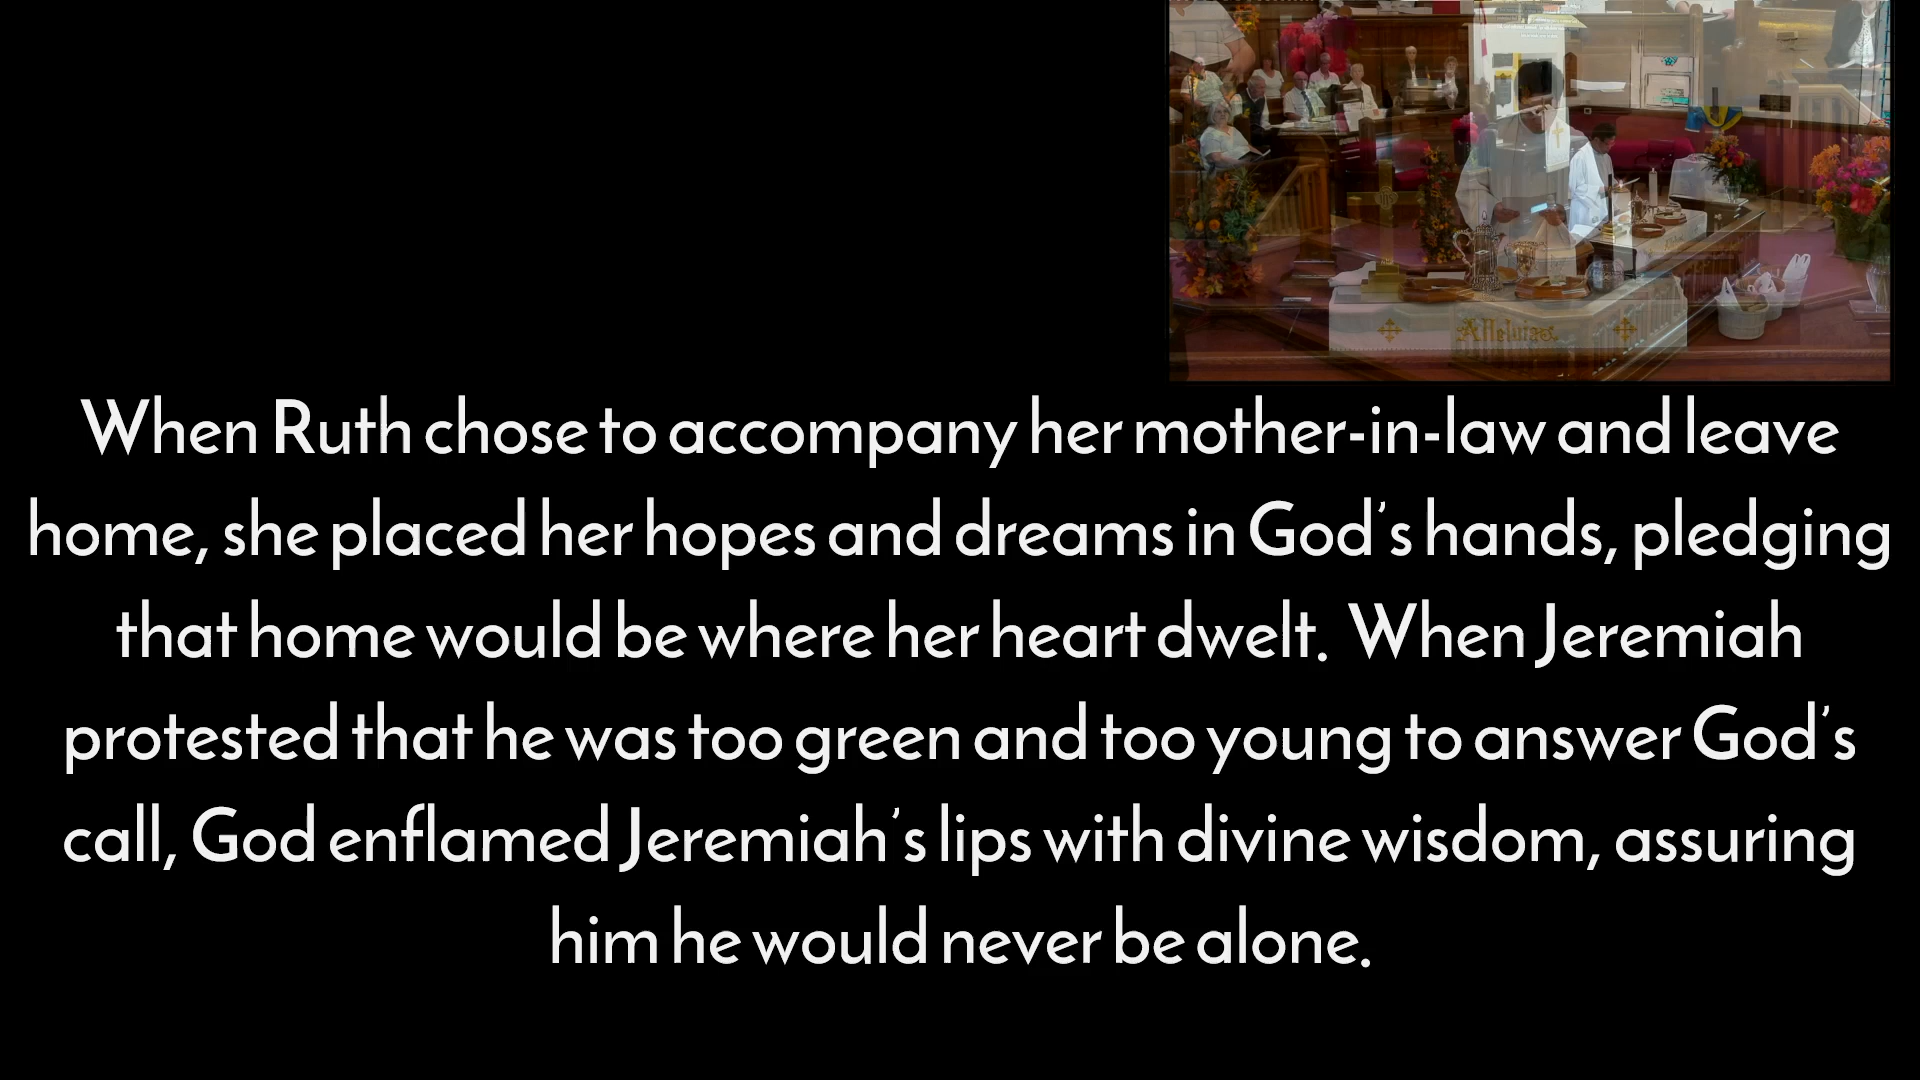 Alleluia
When Ruth chose to accompany her mother-in-law and leave
home, she placed her hopes and dreams in God’s hands, pledging
that home would be where her heart dwelt. When Jeremiah
protested that he was too green and too young to answer God’s
call, God enflamed Jeremiah’s lips with divine wisdom, assuring
him he would never be alone.